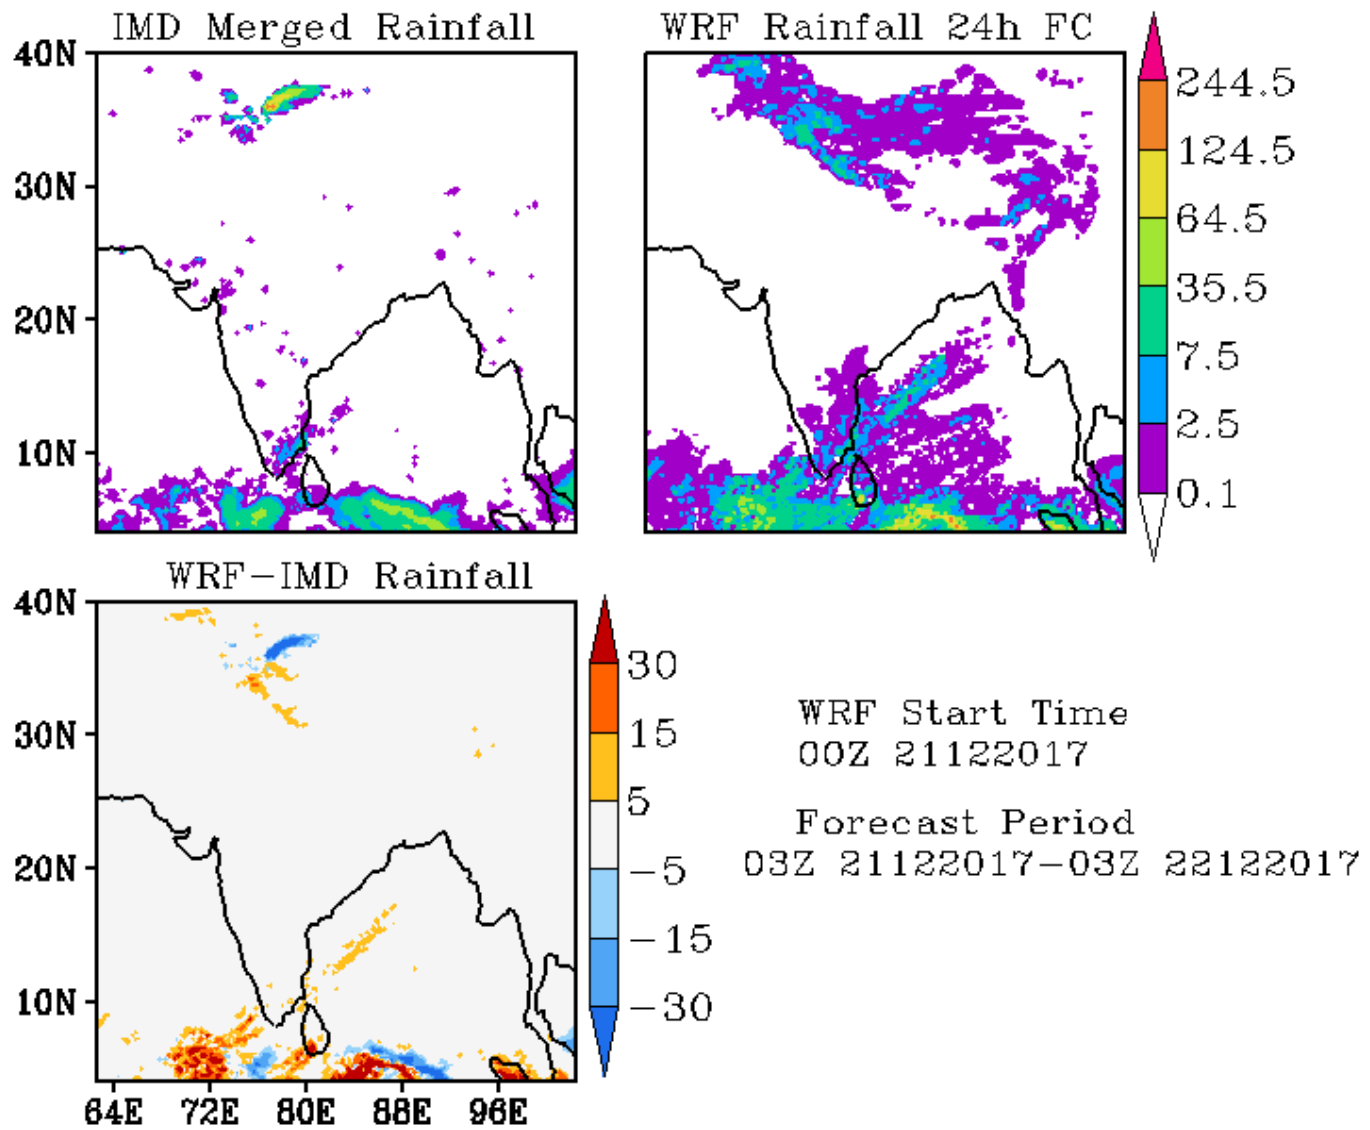 IMD Merged Rainfall
WRF Rainfall 24h FC
40N
30N
20N
10N
244.5
124.5
64.5
35.5
7.5
2.5
0.1
WRF-IMD Rainfall
40N
30N
20N
10N
64E 72E 80E 88E 96E
30
15
5
-5
-15
-30
WRF Start Time
00Z 21122017
Forecast Period
03Z 21122017-03Z 22122017